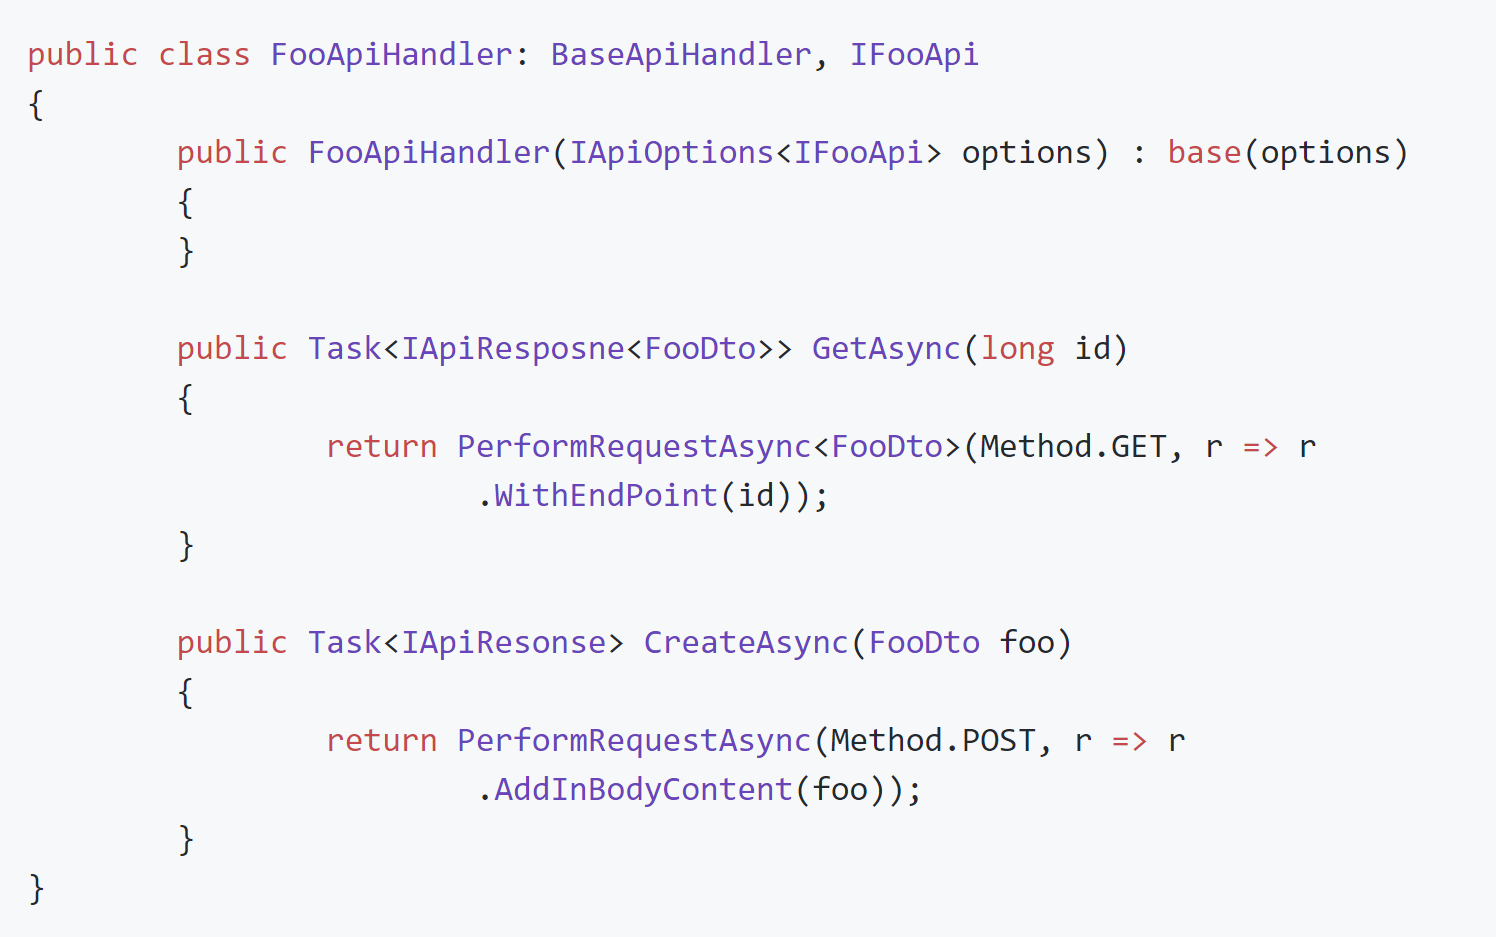 public class FooApiHandler: BaseApiHandler, IFooApi
{
        public FooApiHandler(IApiOptions<IFooApi> options) : base(options)
        {
        }

        public Task<IApiResposne<FooDto>> GetAsync(long id)
        {
                return PerformRequestAsync<FooDto>(Method.GET, r => r
                        .WithEndPoint(id));
        }

        public Task<IApiResonse> CreateAsync(FooDto foo)
        {
                return PerformRequestAsync(Method.POST, r => r
                        .AddInBodyContent(foo));
        }
}